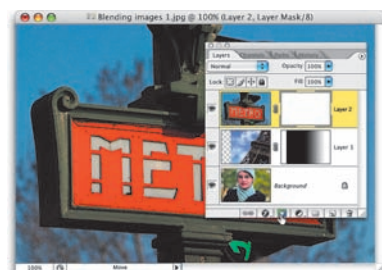 Blending images 1.jpg @ 100% (Layer 2, Layer Mask/8)
Layers
Normal Opacity: 100%
Lock: Fill: 100%
Layer 2
Layer 1
Background
MET
METRO
100% Move